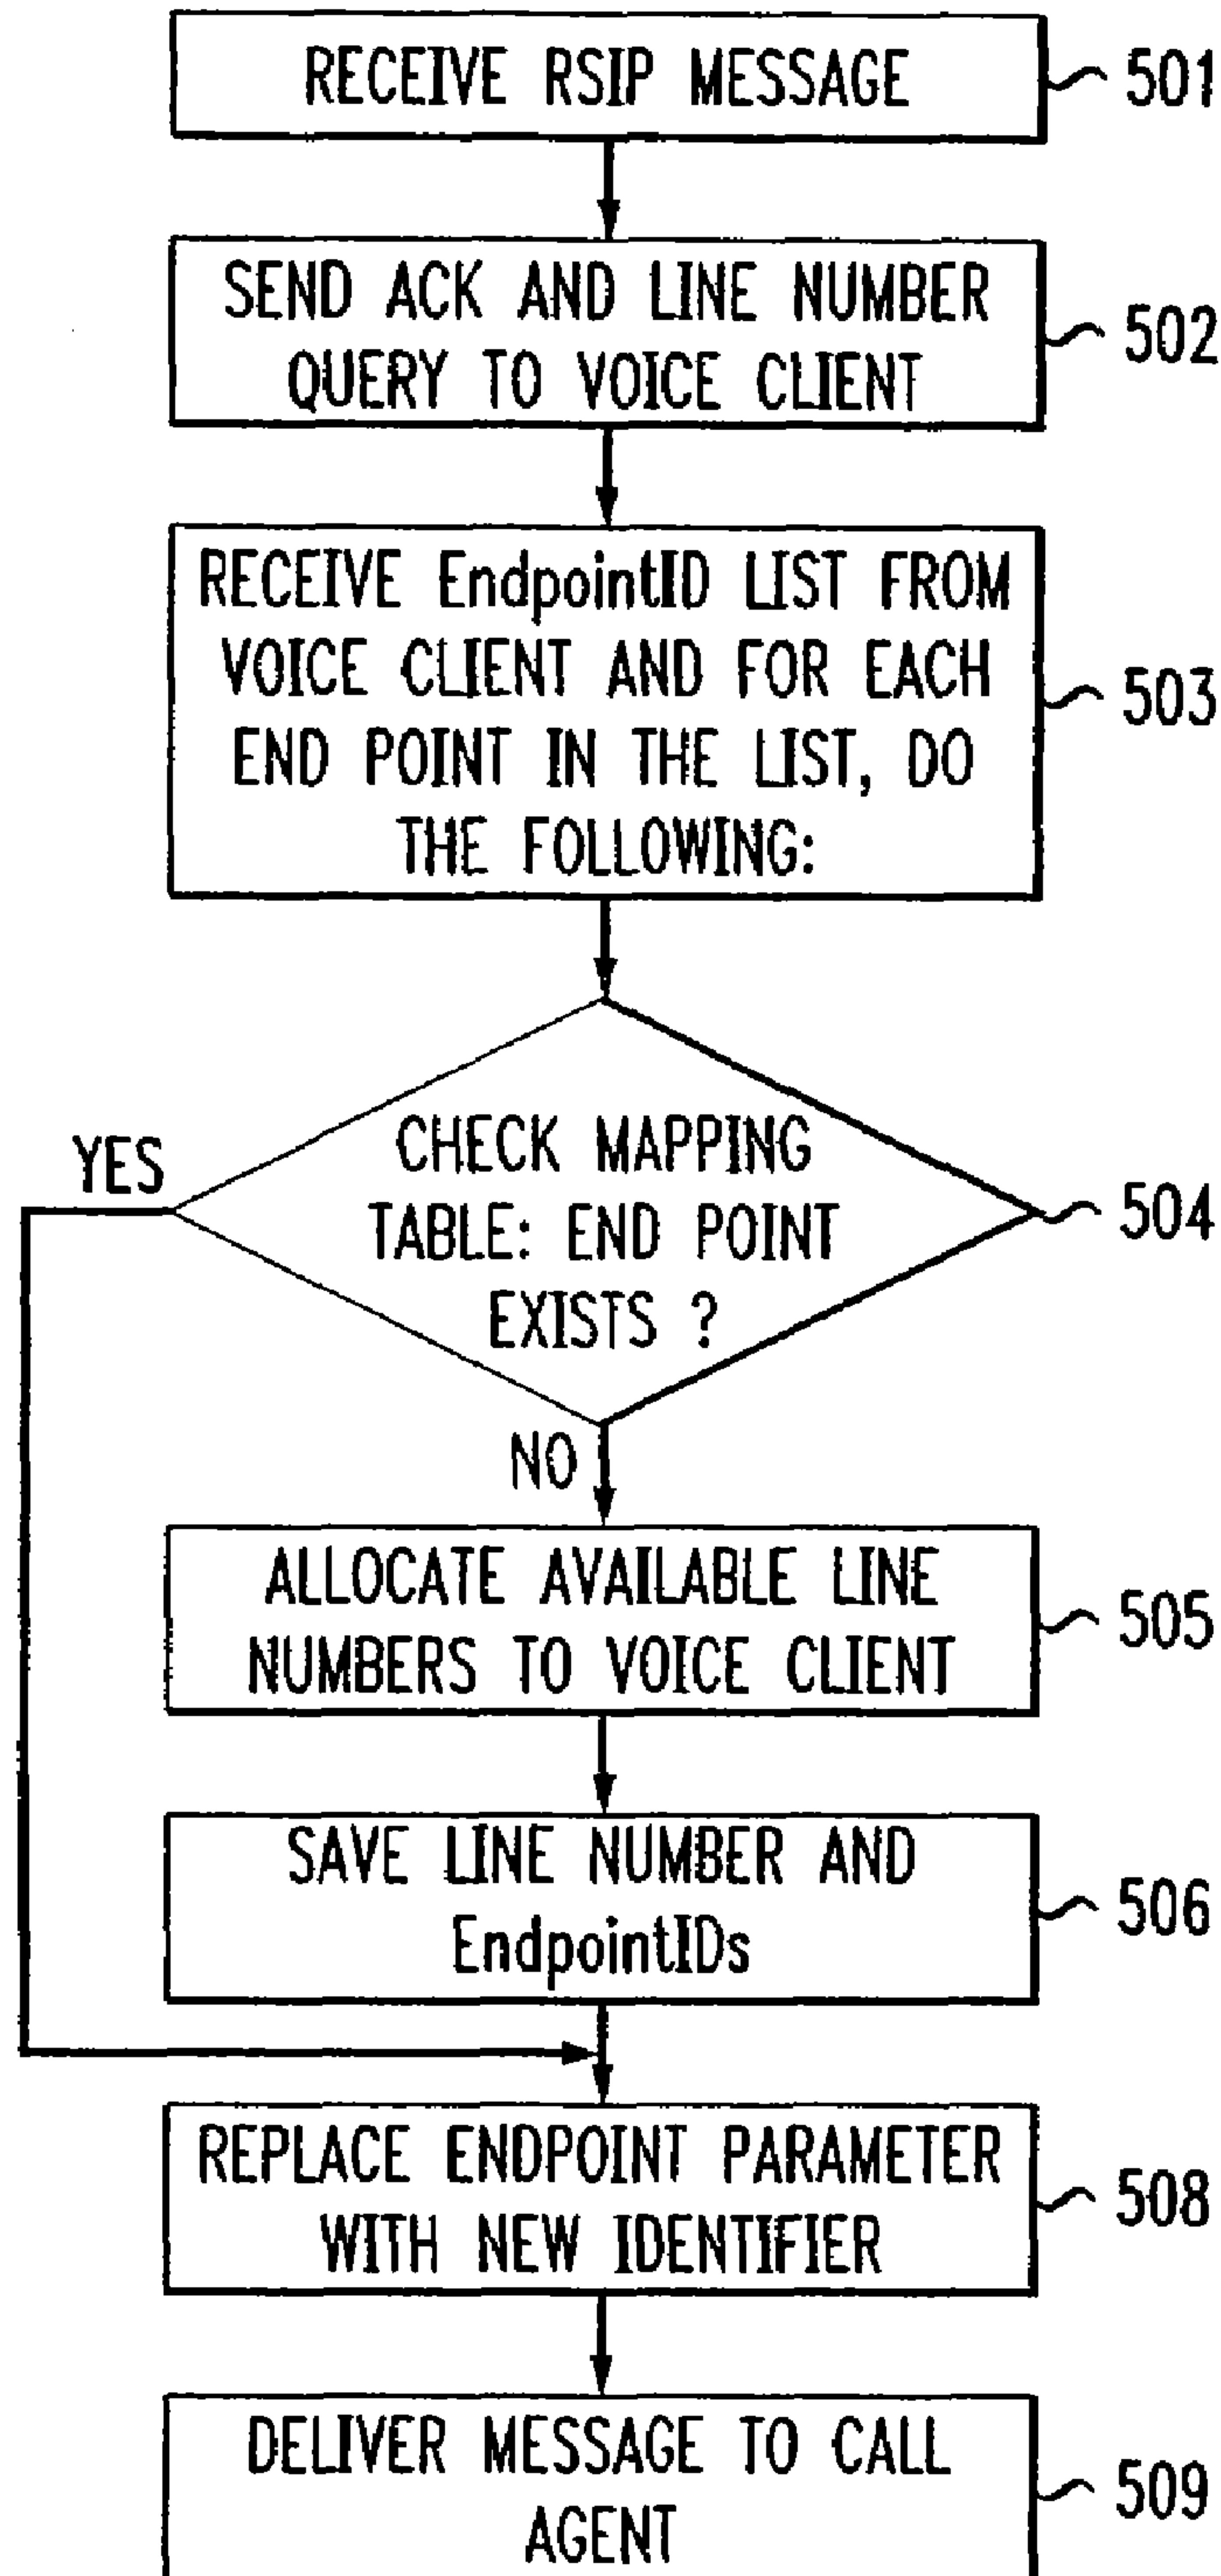 RECEIVE RSIP MESSAGE
501
SEND ACK AND LINE NUMBER
QUERY TO VOICE CLIENT
502
RECEIVE EndpointID LIST FROM
VOICE CLIENT AND FOR EACH
END POINT IN THE LIST, DO
THE FOLLOWING:
503
YES
CHECK MAPPING
TABLE: END POINT
EXISTS ?
504
NO
ALLOCATE AVAILABLE LINE
NUMBERS TO VOICE CLIENT
505
SAVE LINE NUMBER AND
EndpointIDs
506
REPLACE ENDPOINT PARAMETER
WITH NEW IDENTIFIER
508
DELIVER MESSAGE TO CALL
AGENT
509